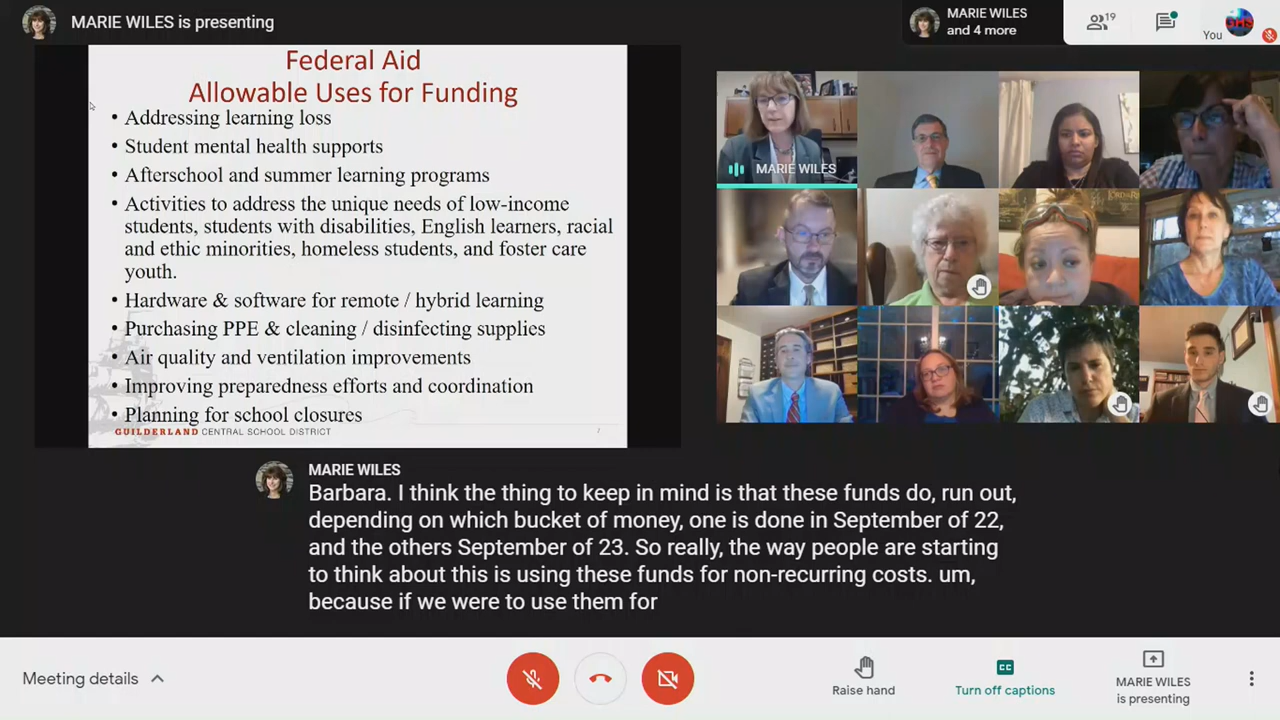 MARIE WILES is presenting
MARIE WILES
and 4 more
19
You
GHS
Federal Aid
Allowable Uses for Funding
• Addressing learning loss
• Student mental health supports
• Afterschool and summer learning programs
• Activities to address the unique needs of low-income
students, students with disabilities, English learners, racial
and ethic minorities, homeless students, and foster care
youth.
• Hardware & software for remote / hybrid learning
• Purchasing PPE & cleaning / disinfecting supplies
• Air quality and ventilation improvements
• Improving preparedness efforts and coordination
• Planning for school closures
GUILDERLAND CENTRAL SCHOOL DISTRICT
7
MARIE WILES
MARIE WILES
Barbara. I think the thing to keep in mind is that these funds do, run out,
depending on which bucket of money, one is done in September of 22,
and the others September of 23. So really, the way people are starting
to think about this is using these funds for non-recurring costs. um,
because if we were to use them for
Meeting details
Raise hand
CC
Turn off captions
MARIE WILES
is presenting